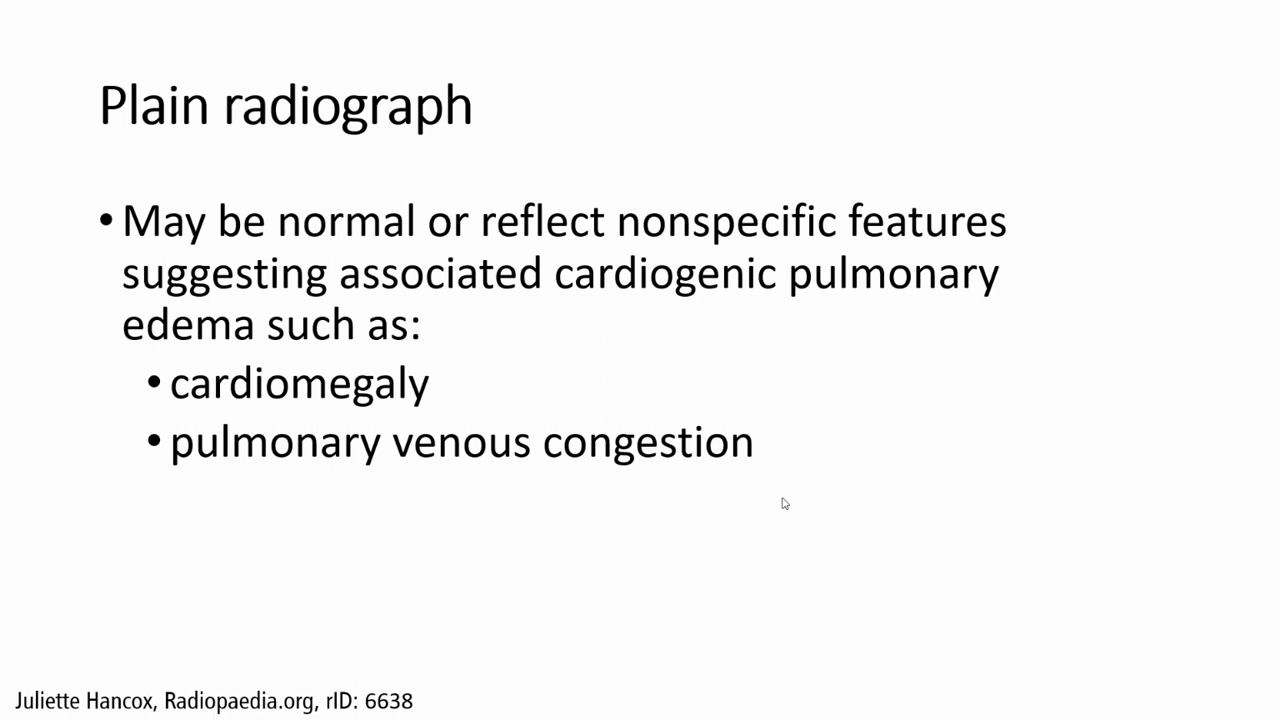 Plain radiograph
• May be normal or reflect nonspecific features
suggesting associated cardiogenic pulmonary
edema such as:
• cardiomegaly
• pulmonary venous congestion
Juliette Hancox, Radiopaedia.org, rID: 6638